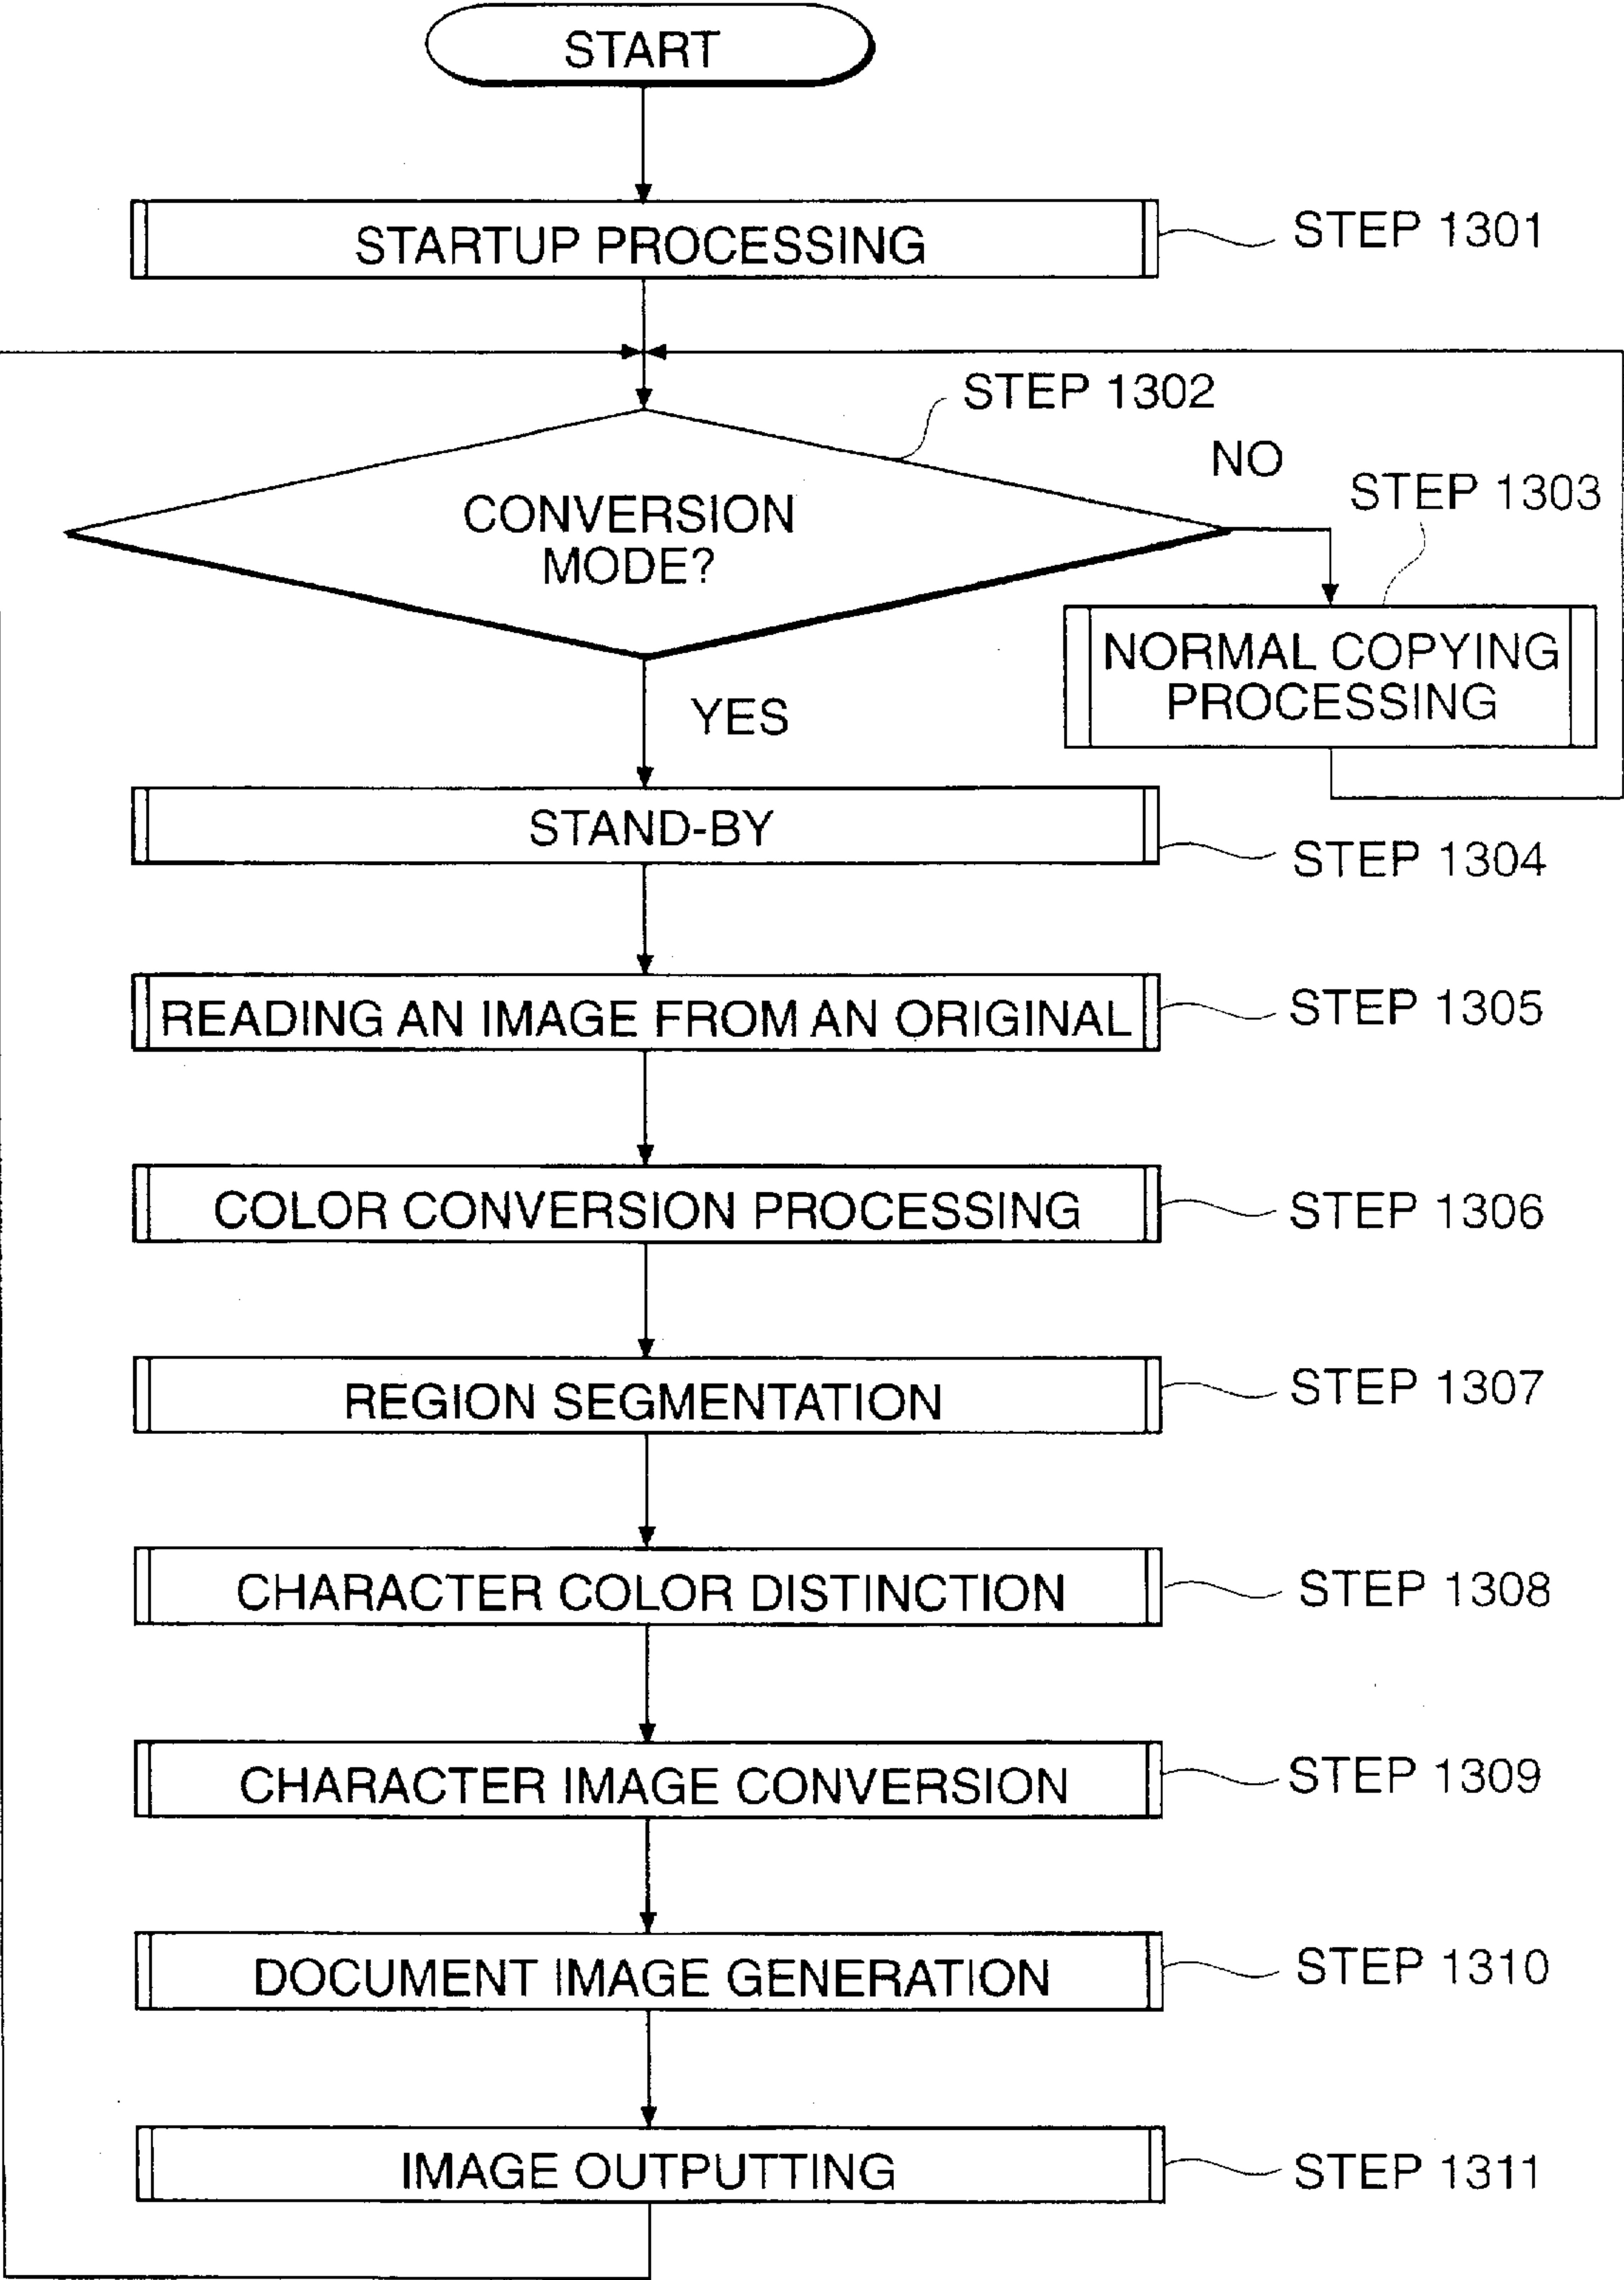 START
STARTUP PROCESSING
STEP 1301
STEP 1302
NO
STEP 1303
CONVERSION
MODE?
NORMAL COPYING
PROCESSING
YES
STAND-BY
STEP 1304
READING AN IMAGE FROM AN ORIGINAL
STEP 1305
COLOR CONVERSION PROCESSING
STEP 1306
REGION SEGMENTATION
STEP 1307
CHARACTER COLOR DISTINCTION
STEP 1308
CHARACTER IMAGE CONVERSION
STEP 1309
DOCUMENT IMAGE GENERATION
STEP 1310
IMAGE OUTPUTTING
STEP 1311